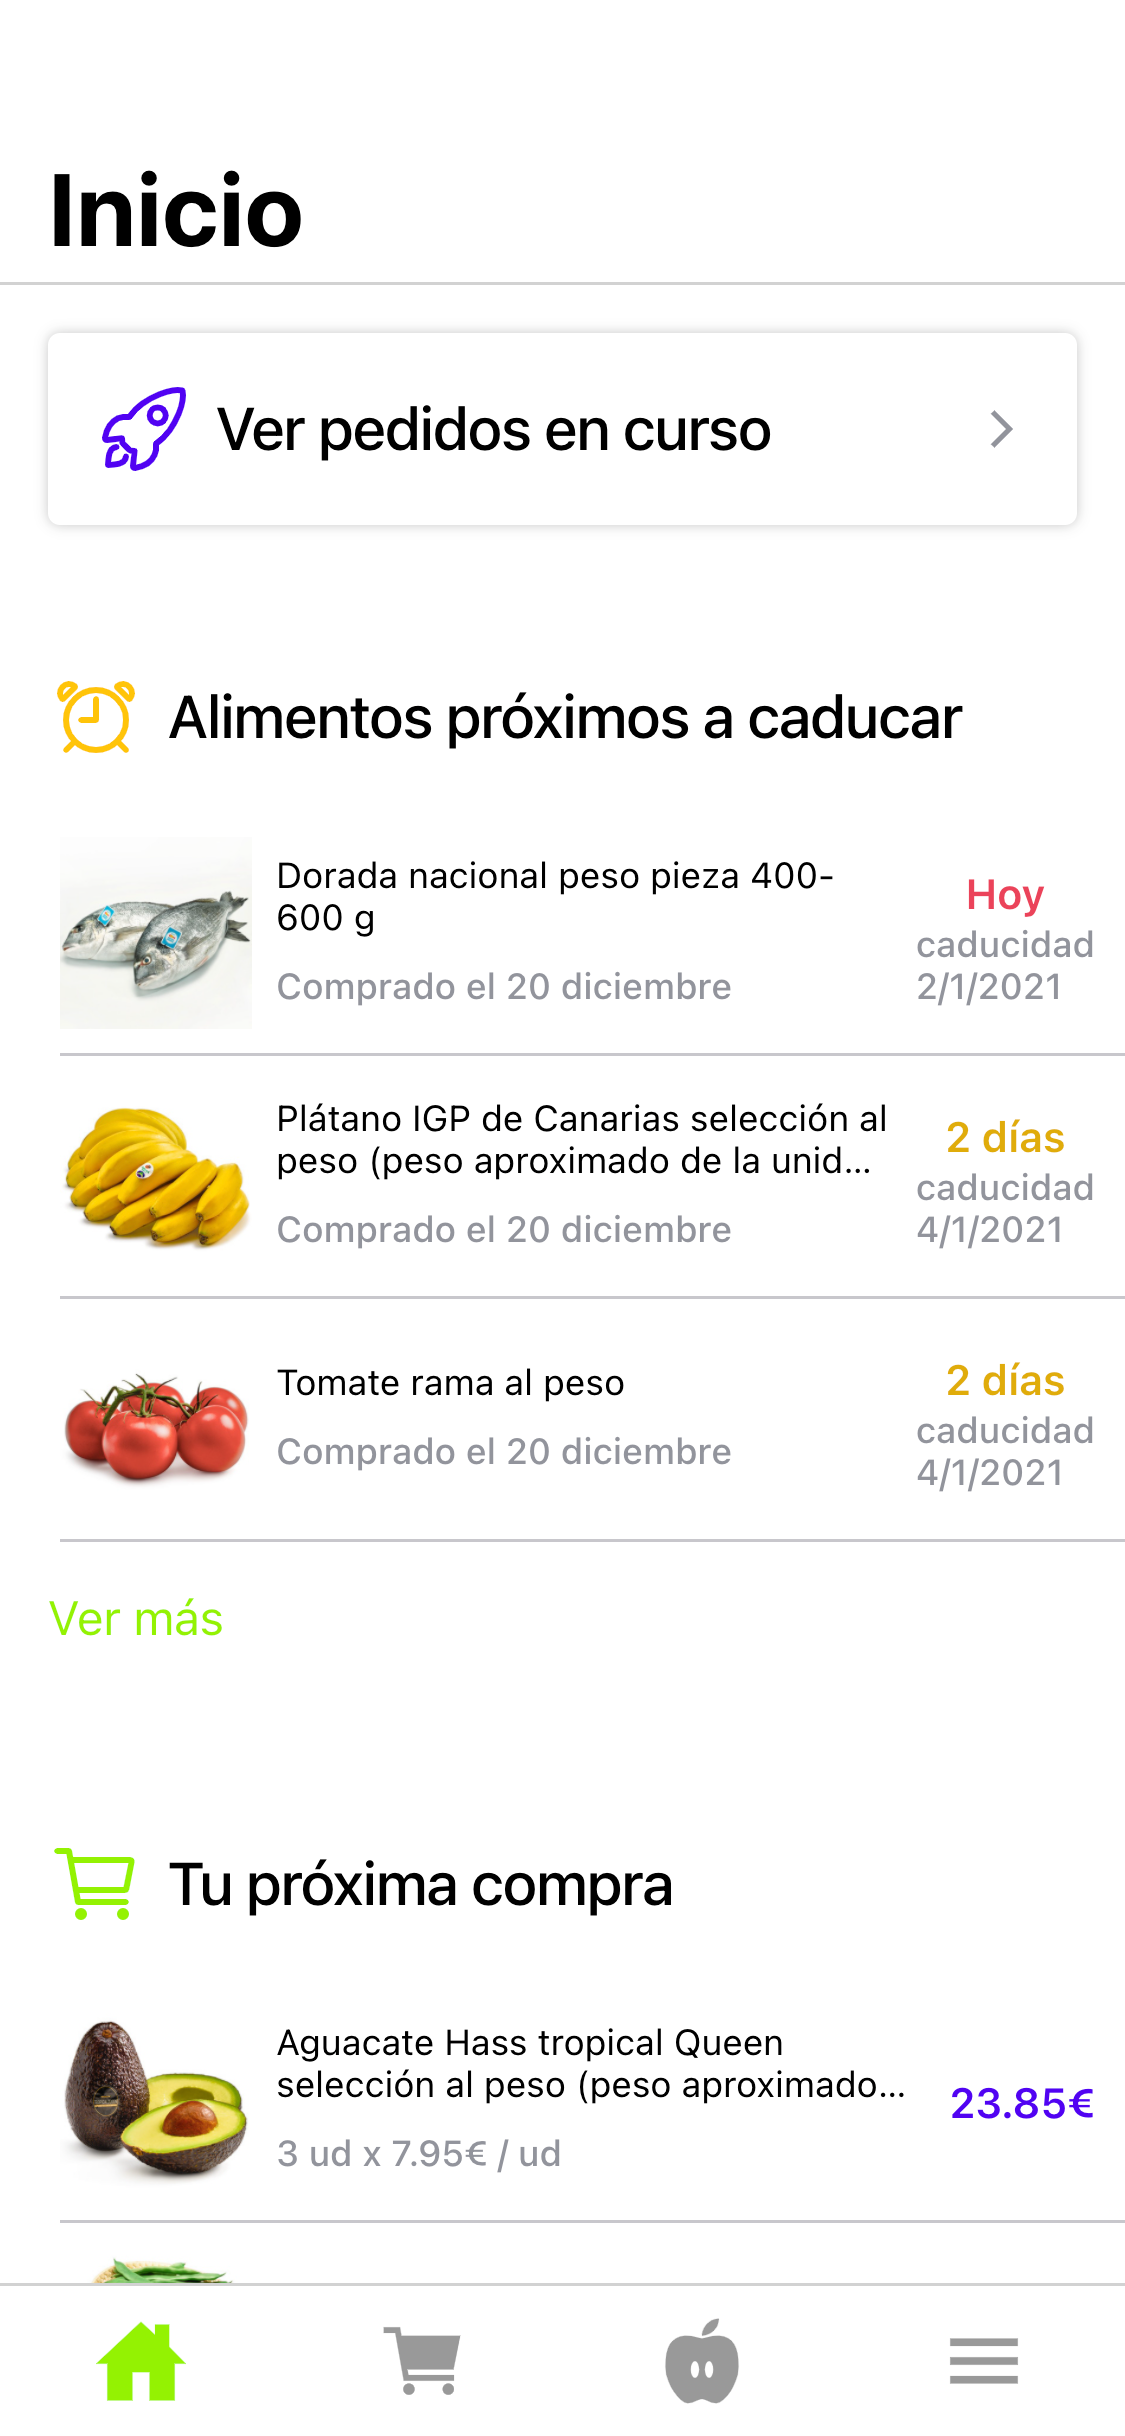 Inicio
Ver pedidos en curso
Alimentos próximos a caducar
Dorada nacional peso pieza 400-
600 g
Comprado el 20 diciembre
Hoy
caducidad
2/1/2021
Plátano IGP de Canarias selección al
peso (peso aproximado de la unid...
Comprado el 20 diciembre
2 días
caducidad
4/1/2021
Tomate rama al peso
Comprado el 20 diciembre
2 días
caducidad
4/1/2021
Ver más
Tu próxima compra
Aguacate Hass tropical Queen
selección al peso (peso aproximado...
3 ud x 7.95€ / ud
23.85€